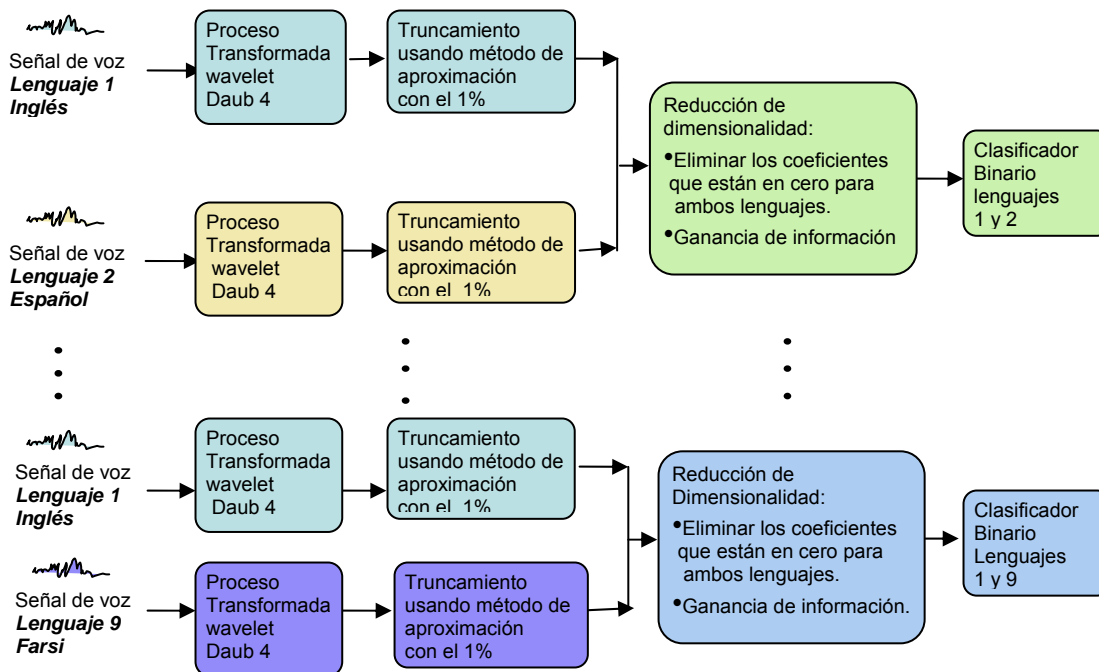 Señal de voz
Lenguaje 1
Inglés
Proceso
Transformada
wavelet
Daub 4
Truncamiento
usando método de
aproximación
con el 1%
Señal de voz
Lenguaje 2
Español
Proceso
Transformada
wavelet
Daub 4
Truncamiento
usando método de
aproximación
con el 1%
Reducción de
dimensionalidad:
•Eliminar los coeficientes
que están en cero para
ambos lenguajes.
•Ganancia de información
Clasificador
Binario
lenguajes
1 y 2
Señal de voz
Lenguaje 1
Inglés
Proceso
Transformada
wavelet
Daub 4
Truncamiento
usando método de
aproximación
con el 1%
Señal de voz
Lenguaje 9
Farsi
Proceso
Transformada
wavelet
Daub 4
Truncamiento
usando método de
aproximación
con el 1%
Reducción de
Dimensionalidad:
•Eliminar los coeficientes
que están en cero para
ambos lenguajes.
•Ganancia de información.
Clasificador
Binario
Lenguajes
1 y 9